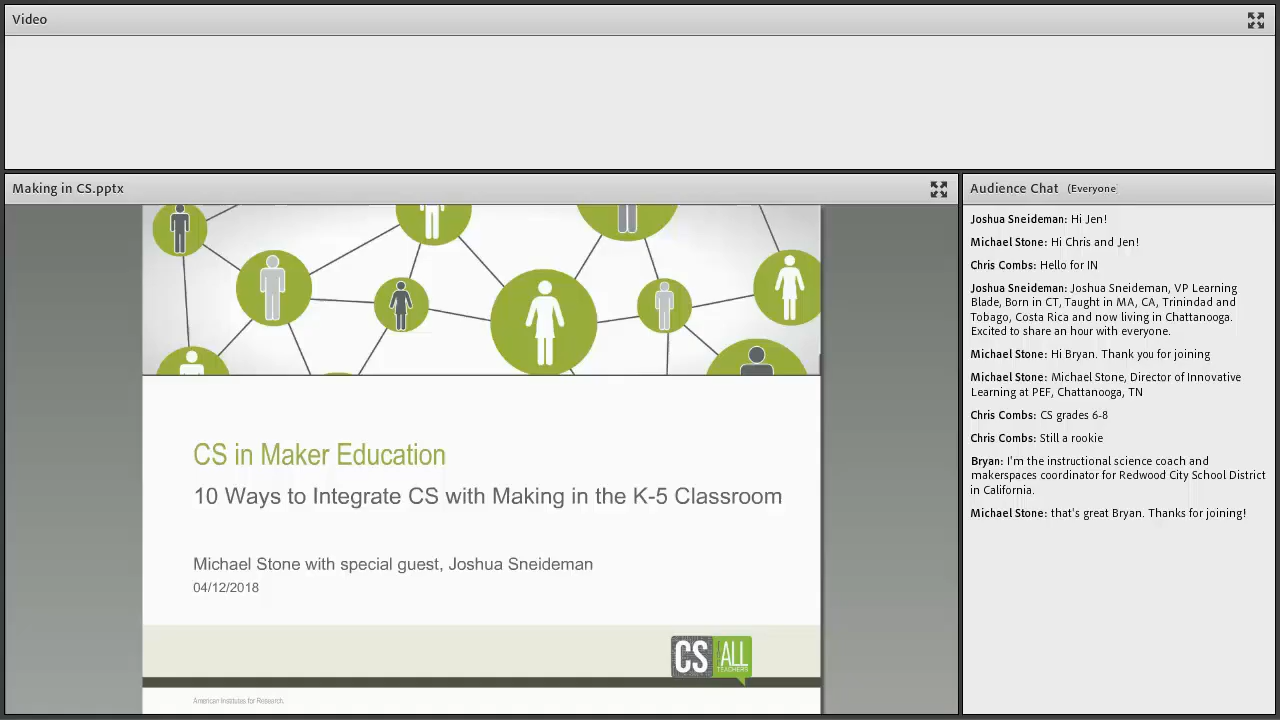 Video
Making in CS.pptx
CS in Maker Education
10 Ways to Integrate CS with Making in the K-5 Classroom
Michael Stone with special guest, Joshua Sneideman
04/12/2018
CS ALL
TEACHERS
American Institutes for Research.
Audience Chat (Everyone)
Joshua Sneideman: Hi Jen!
Michael Stone: Hi Chris and Jen!
Chris Combs: Hello for IN
Joshua Sneideman: Joshua Sneideman, VP Learning
Blade, Born in CT, Taught in MA, CA, Trinindad and
Tobago, Costa Rica and now living in Chattanooga.
Excited to share an hour with everyone.
Michael Stone: Hi Bryan. Thank you for joining
Michael Stone: Michael Stone, Director of Innovative
Learning at PEF, Chattanooga, TN
Chris Combs: CS grades 6-8
Chris Combs: Still a rookie
Bryan: I'm the instructional science coach and
makerspaces coordinator for Redwood City School District
in California.
Michael Stone: that's great Bryan. Thanks for joining!